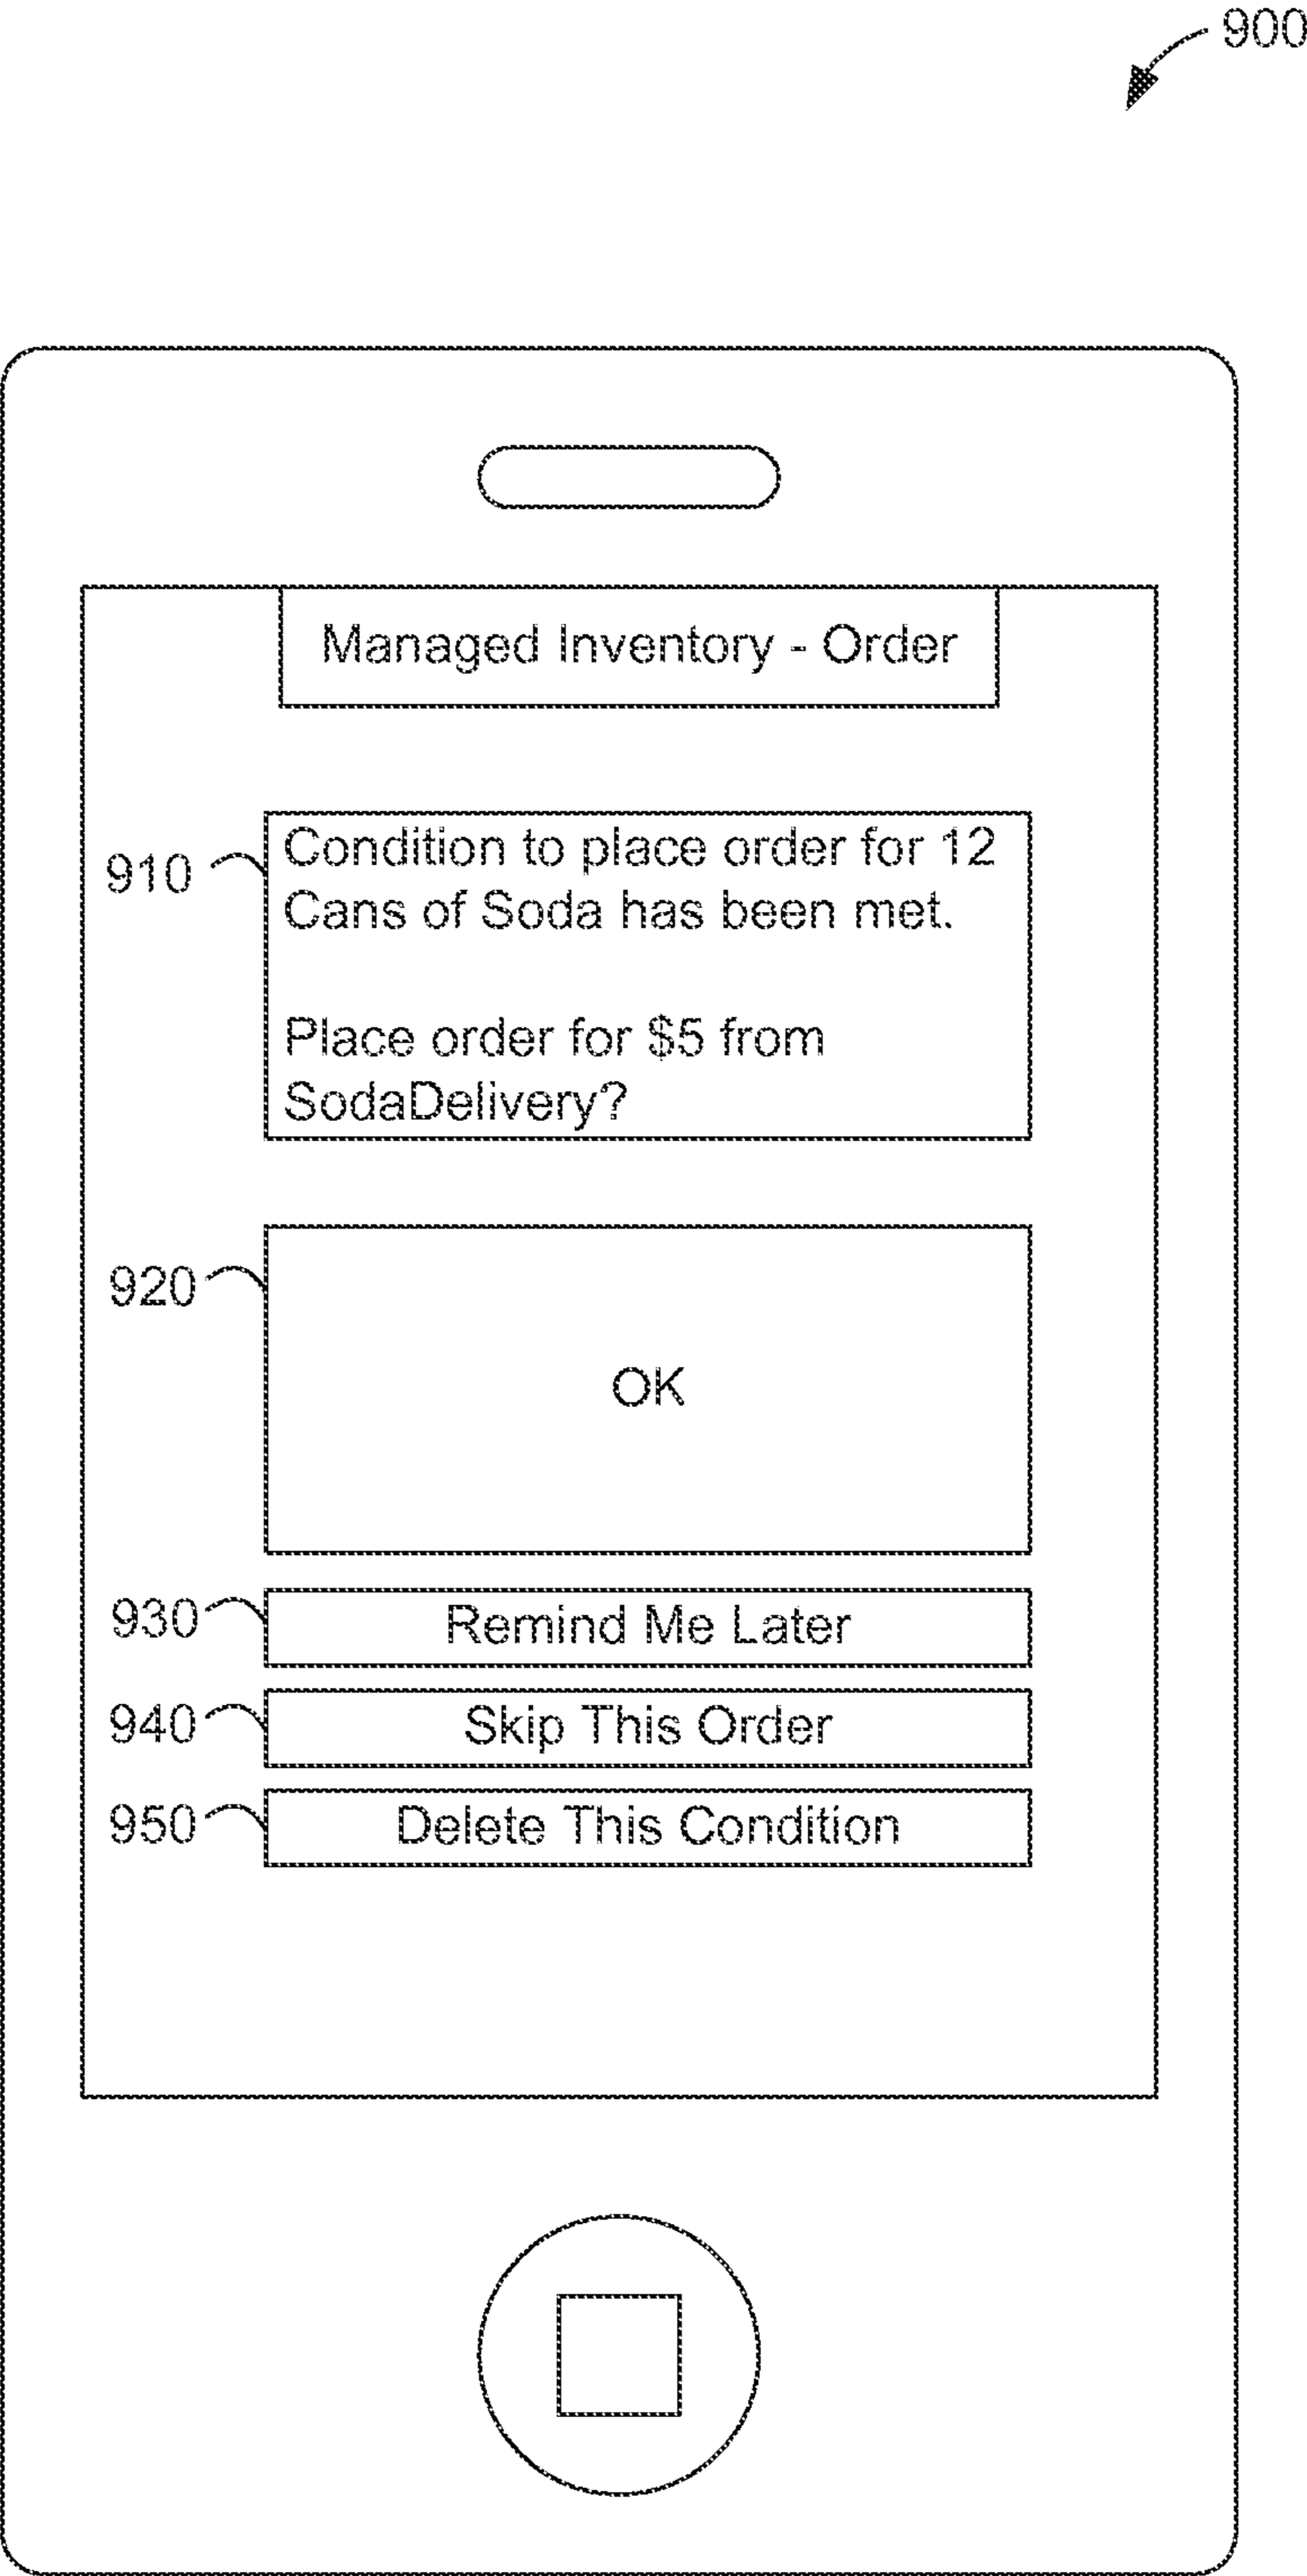 900
Managed Inventory - Order
910
Condition to place order for 12
Cans of Soda has been met.
Place order for $5 from
SodaDelivery?
920
OK
930
Remind Me Later
940
Skip This Order
950
Delete This Condition